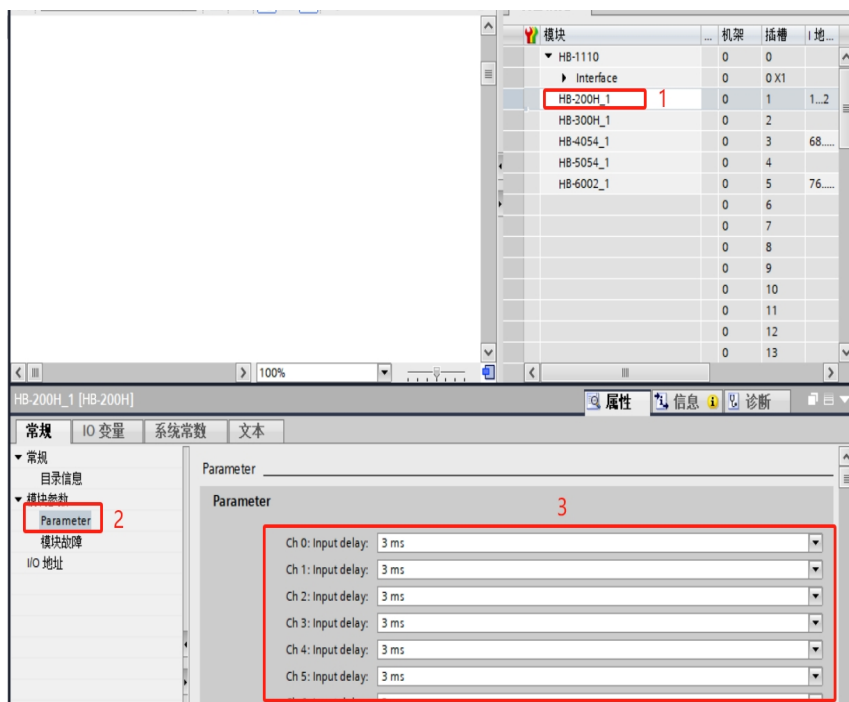 模块 ... 机架 插槽 I 地...
HB-1110 0 0
Interface 0 0 X1
HB-200H_1 1 0 1 1...2
HB-300H_1 0 2
HB-4054_1 0 3 68....
HB-5054_1 0 4
HB-6002_1 0 5 76....
0 6
0 7
0 8
0 9
0 10
0 11
0 12
0 13
100%
HB-200H_1 [HB-200H]
属性 信息 诊断
常规 IO 变量 系统常数 文本
常规
目录信息
模块参数
Parameter 2
模块故障
I/O 地址
Parameter
Parameter 3
Ch 0: Input delay: 3 ms
Ch 1: Input delay: 3 ms
Ch 2: Input delay: 3 ms
Ch 3: Input delay: 3 ms
Ch 4: Input delay: 3 ms
Ch 5: Input delay: 3 ms